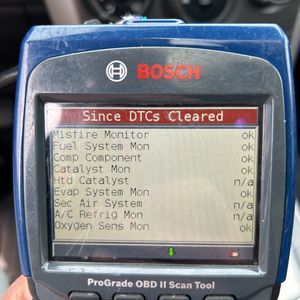 BOSCH
Since DTCs Cleared
Misfire Monitor ok
Fuel System Mon ok
Comp Component ok
Catalyst Mon ok
Htd Catalyst n/a
Evap System Mon ok
Sec Air System n/a
A/C Refrig Mon n/a
Oxygen Sens Mon ok
ProGrade OBD II Scan Tool